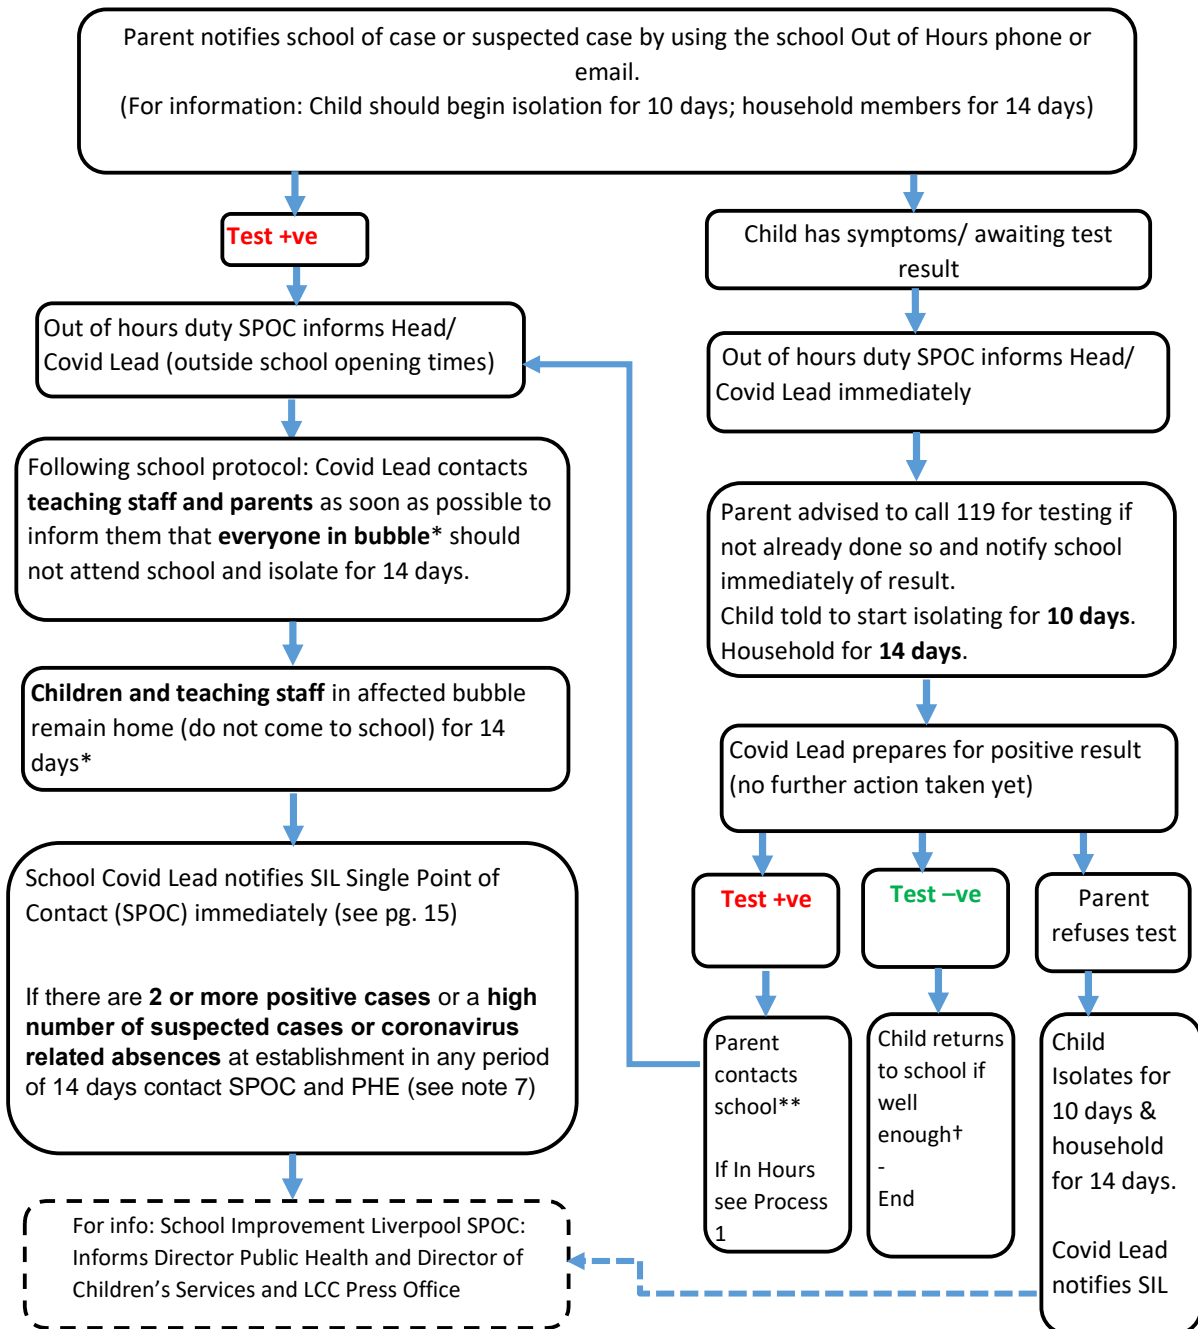 Parent notifies school of case or suspected case by using the school Out of Hours phone or
email.
(For information: Child should begin isolation for 10 days; household members for 14 days)
Test +ve
Out of hours duty SPOC informs Head/
Covid Lead (outside school opening times)
Following school protocol: Covid Lead contacts
teaching staff and parents as soon as possible to
inform them that everyone in bubble* should
not attend school and isolate for 14 days.
Children and teaching staff in affected bubble
remain home (do not come to school) for 14
days*
School Covid Lead notifies SIL Single Point of
Contact (SPOC) immediately (see pg. 15)
If there are 2 or more positive cases or a high
number of suspected cases or coronavirus
related absences at establishment in any period
of 14 days contact SPOC and PHE (see note 7)
For info: School Improvement Liverpool SPOC:
Informs Director Public Health and Director of
Children’s Services and LCC Press Office
Child has symptoms/ awaiting test
result
Out of hours duty SPOC informs Head/
Covid Lead immediately
Parent advised to call 119 for testing if
not already done so and notify school
immediately of result.
Child told to start isolating for 10 days.
Household for 14 days.
Covid Lead prepares for positive result
(no further action taken yet)
Test +ve
Parent
contacts
school**
If In Hours
see Process
1
Test –ve
Child returns
to school if
well
enough†
-
End
Parent
refuses test
Child
Isolates for
10 days &
household
for 14 days.
Covid Lead
notifies SIL